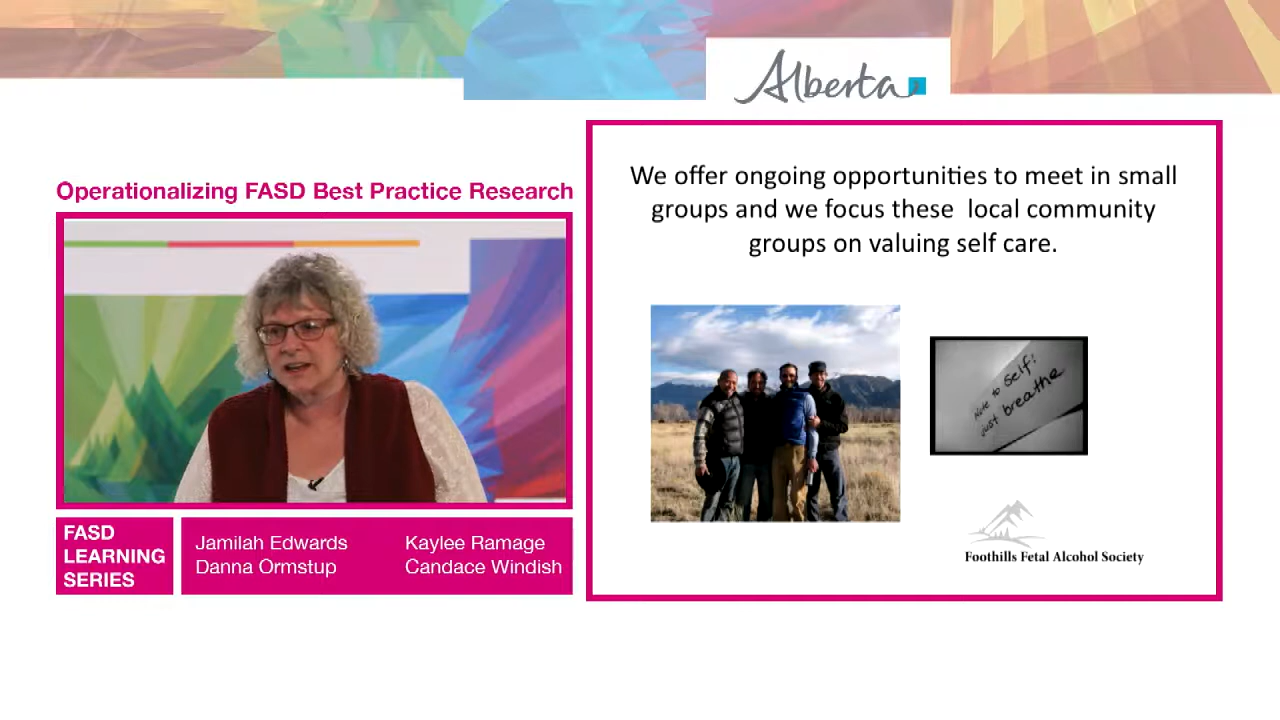 Alberta
Operationalizing FASD Best Practice Research
FASD
LEARNING
SERIES
Jamilah Edwards
Danna Ormstup
Kaylee Ramage
Candace Windish
We offer ongoing opportunities to meet in small
groups and we focus these local community
groups on valuing self care.
Note to Self!
just breathe
Foothills Fetal Alcohol Society